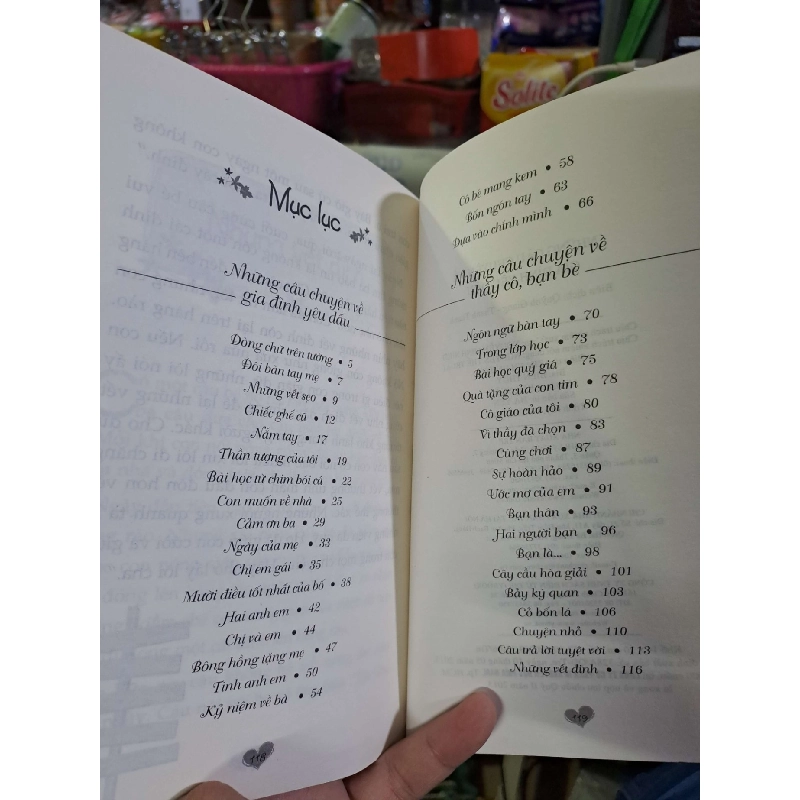 Solite
Mục lục
Những câu chuyện về
gia đình yêu dấu
Dòng chữ trên tường • 5
Đôi bàn tay mẹ • 7
Những vết sẹo • 9
Chiếc ghế cũ • 12
Nắm tay • 17
Thần tượng của tôi • 19
Bài học từ chim bói cá • 22
Con muốn về nhà • 25
Cảm ơn ba • 29
Ngày của mẹ • 33
Chị em gái • 35
Mười điều tốt nhất của bố • 38
Hai anh em • 42
Chị và em • 44
Bông hồng tặng mẹ • 47
Tình anh em • 50
Kỷ niệm về bà • 54
118
Cô bé mang kem • 58
Bốn ngón tay • 63
Dựa vào chính mình • 66
Những câu chuyện về
thầy cô, bạn bè
Ngôn ngữ bàn tay • 70
Trong lớp học • 73
Bài học quý giá • 75
Quà tặng của con tim • 78
Cô giáo của tôi • 80
Vì thầy đã chọn • 83
Cùng chơi • 87
Sự hoàn hảo • 89
Ước mơ của em • 91
Bạn thân • 93
Hai người bạn • 96
Bạn là... • 98
Cây cầu hòa giải • 101
Bảy kỳ quan • 103
Cỏ bốn lá • 106
Chuyện nhỏ • 110
Câu trả lời tuyệt vời • 113
Những vết đinh • 116
119